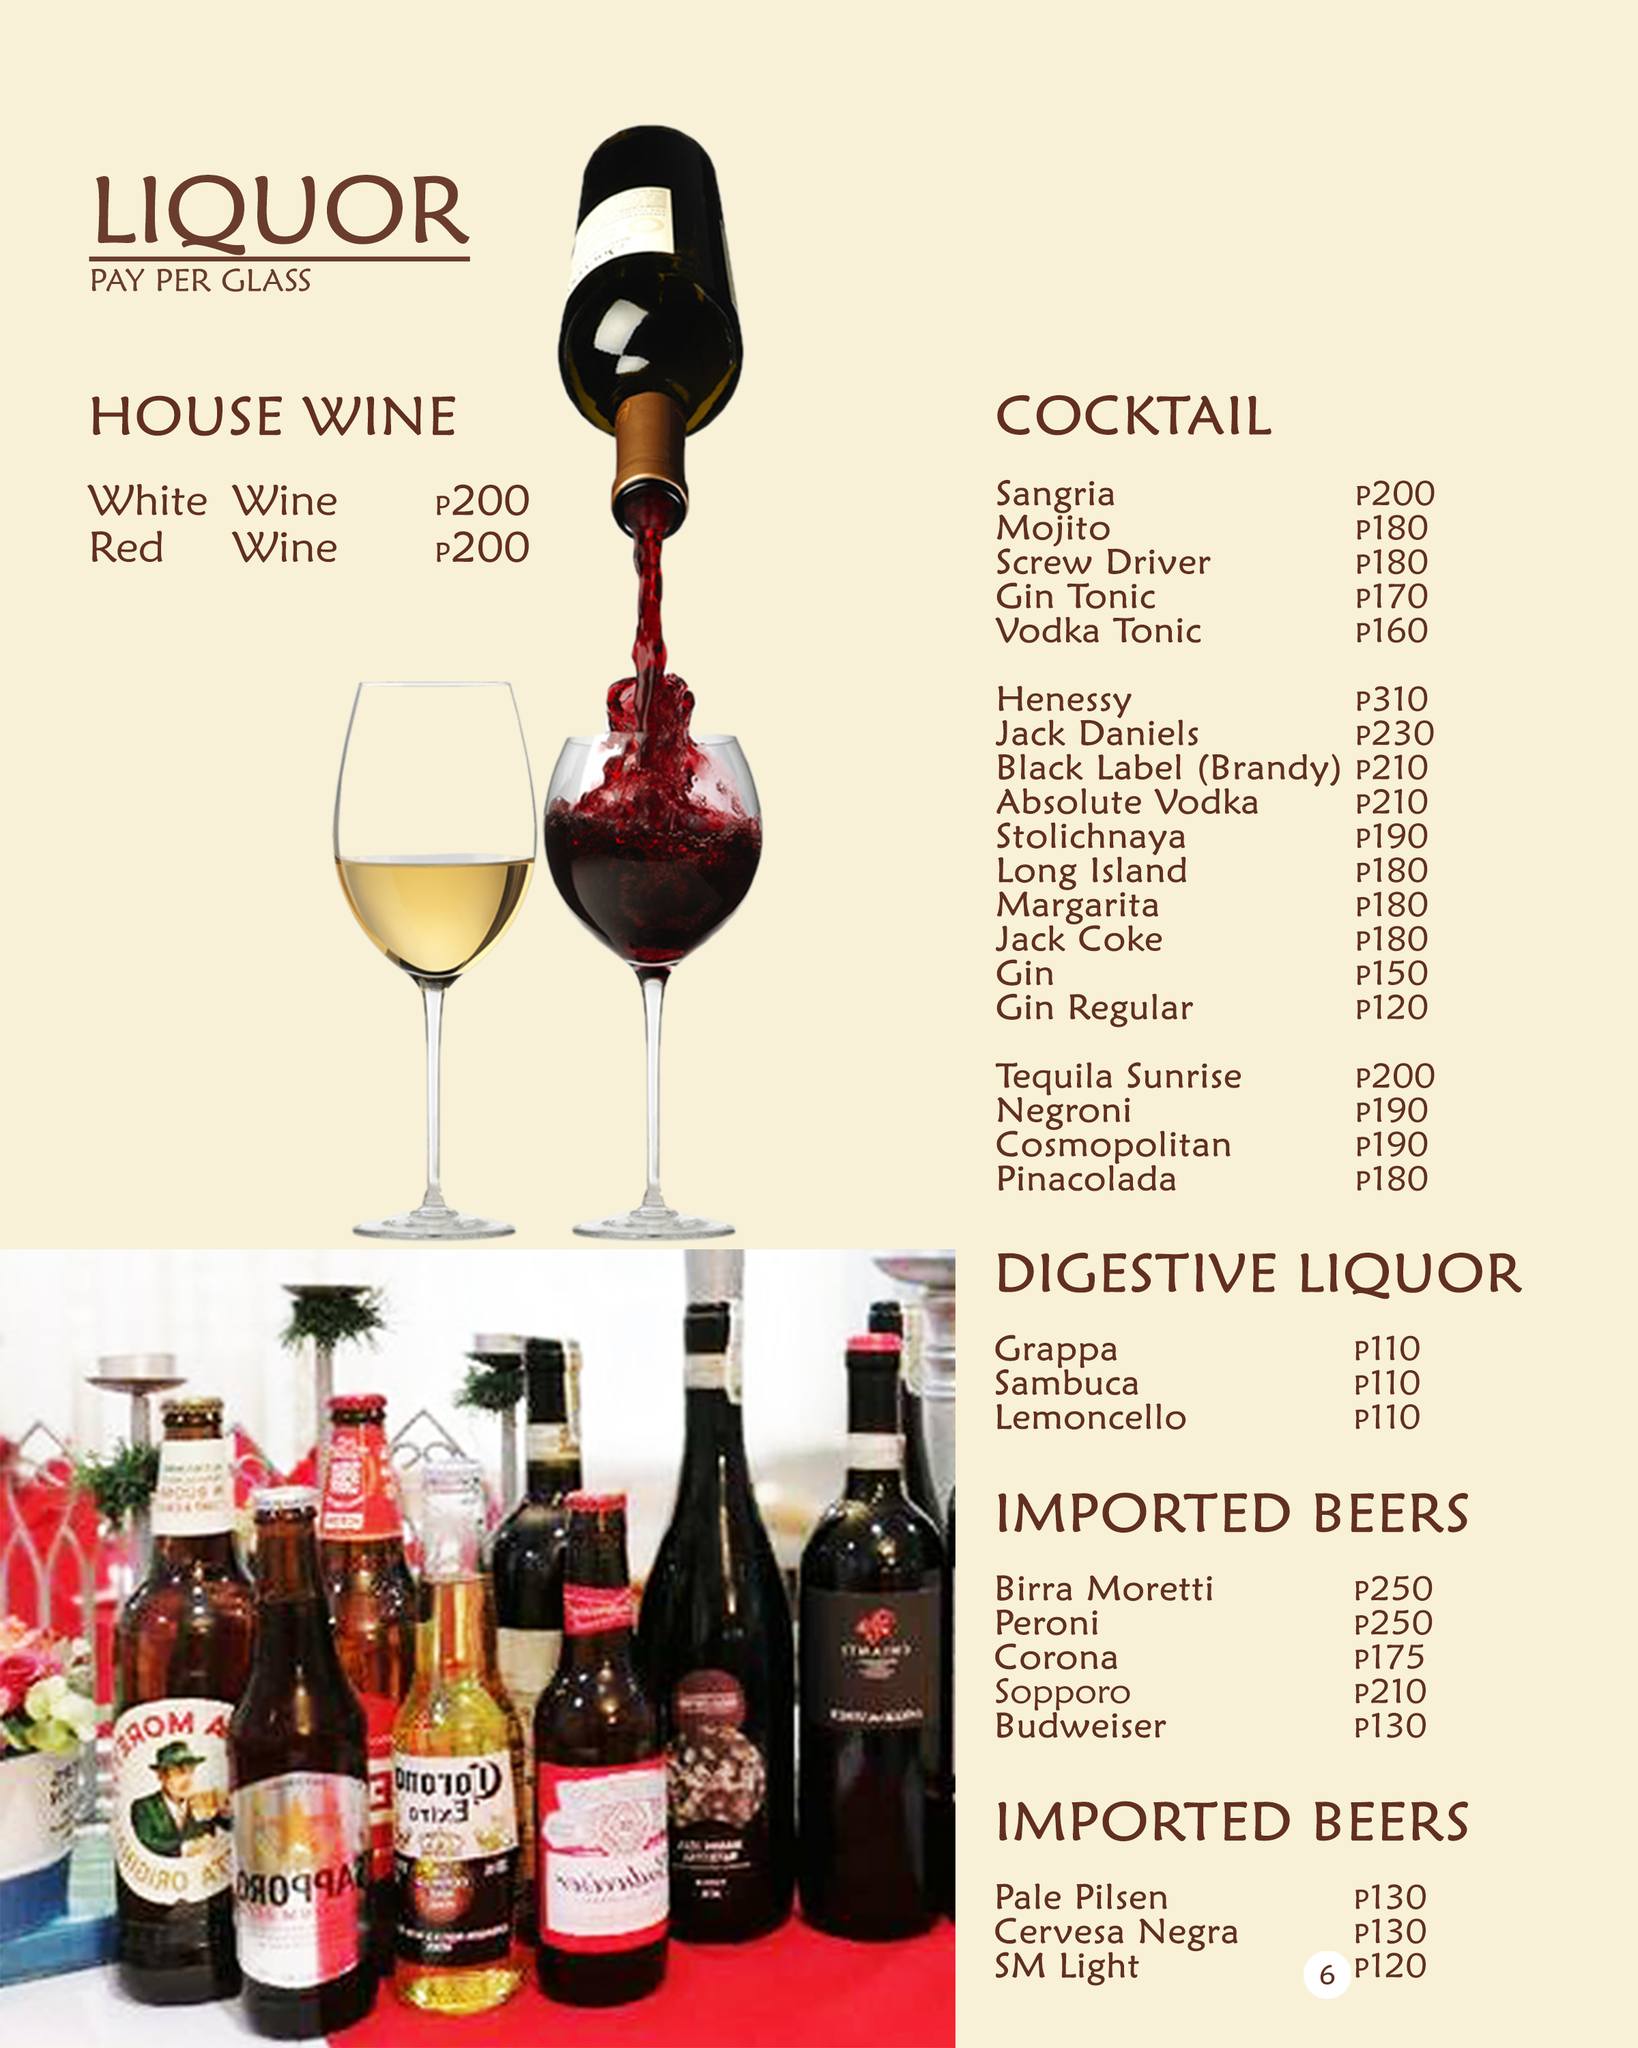 LIQUOR
PAY PER GLASS
HOUSE WINE
White Wine P200
Red Wine P200
COCKTAIL
Sangria P200
Mojito P180
Screw Driver P180
Gin Tonic P170
Vodka Tonic P160
Henessy P310
Jack Daniels P230
Black Label (Brandy) P210
Absolute Vodka P210
Stolichnaya P190
Long Island P180
Margarita P180
Jack Coke P180
Gin P150
Gin Regular P120
Tequila Sunrise P200
Negroni P190
Cosmopolitan P190
Pinacolada P180
DIGESTIVE LIQUOR
Grappa P110
Sambuca P110
Lemoncello P110
IMPORTED BEERS
Birra Moretti P250
Peroni P250
Corona P175
Sopporo P210
Budweiser P130
IMPORTED BEERS
Pale Pilsen P130
Cervesa Negra P130
SM Light P120
6
Corona
Extra
SAPPORO
Budweiser
CHIANTI